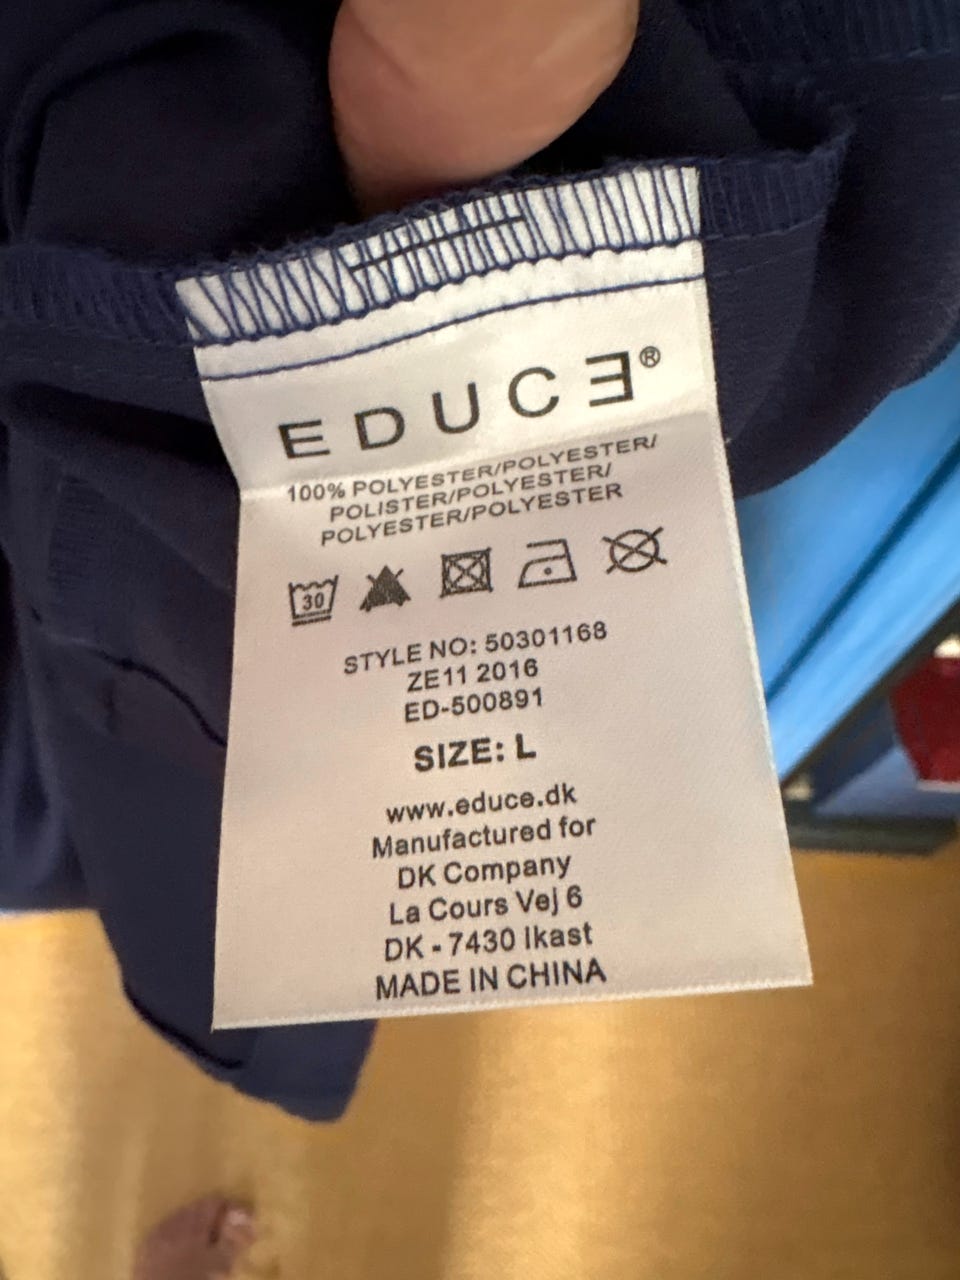 EDUCE®
100% POLYESTER/POLYESTER/
POLISTER/POLYESTER/
POLYESTER/POLYESTER
30
STYLE NO: 50301168
ZE11 2016
ED-500891
SIZE: L
www.educe.dk
Manufactured for
DK Company
La Cours Vej 6
DK - 7430 Ikast
MADE IN CHINA